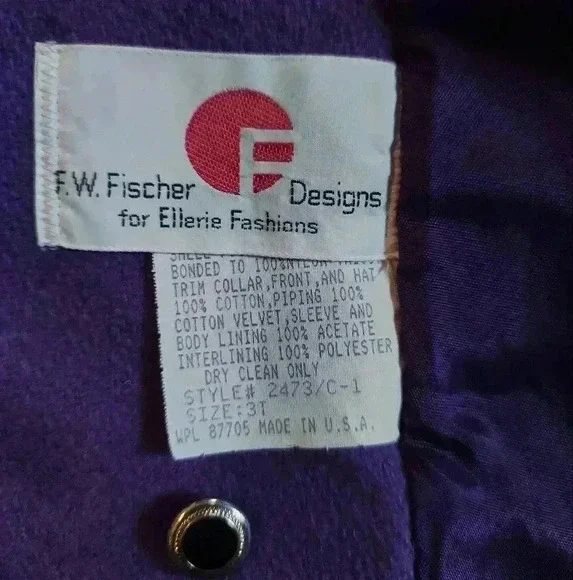 F.W. Fischer Designs
for Ellerie Fashions
BONDED TO 100%NYLON
TRIM COLLAR,FRONT,AND HAT
100% COTTON,PIPING 100%
COTTON VELVET,SLEEVE AND
BODY LINING 100% ACETATE
INTERLINING 100% POLYESTER
DRY CLEAN ONLY
STYLE# 2473/C-1
SIZE:3T
WPL 87705 MADE IN U.S.A.